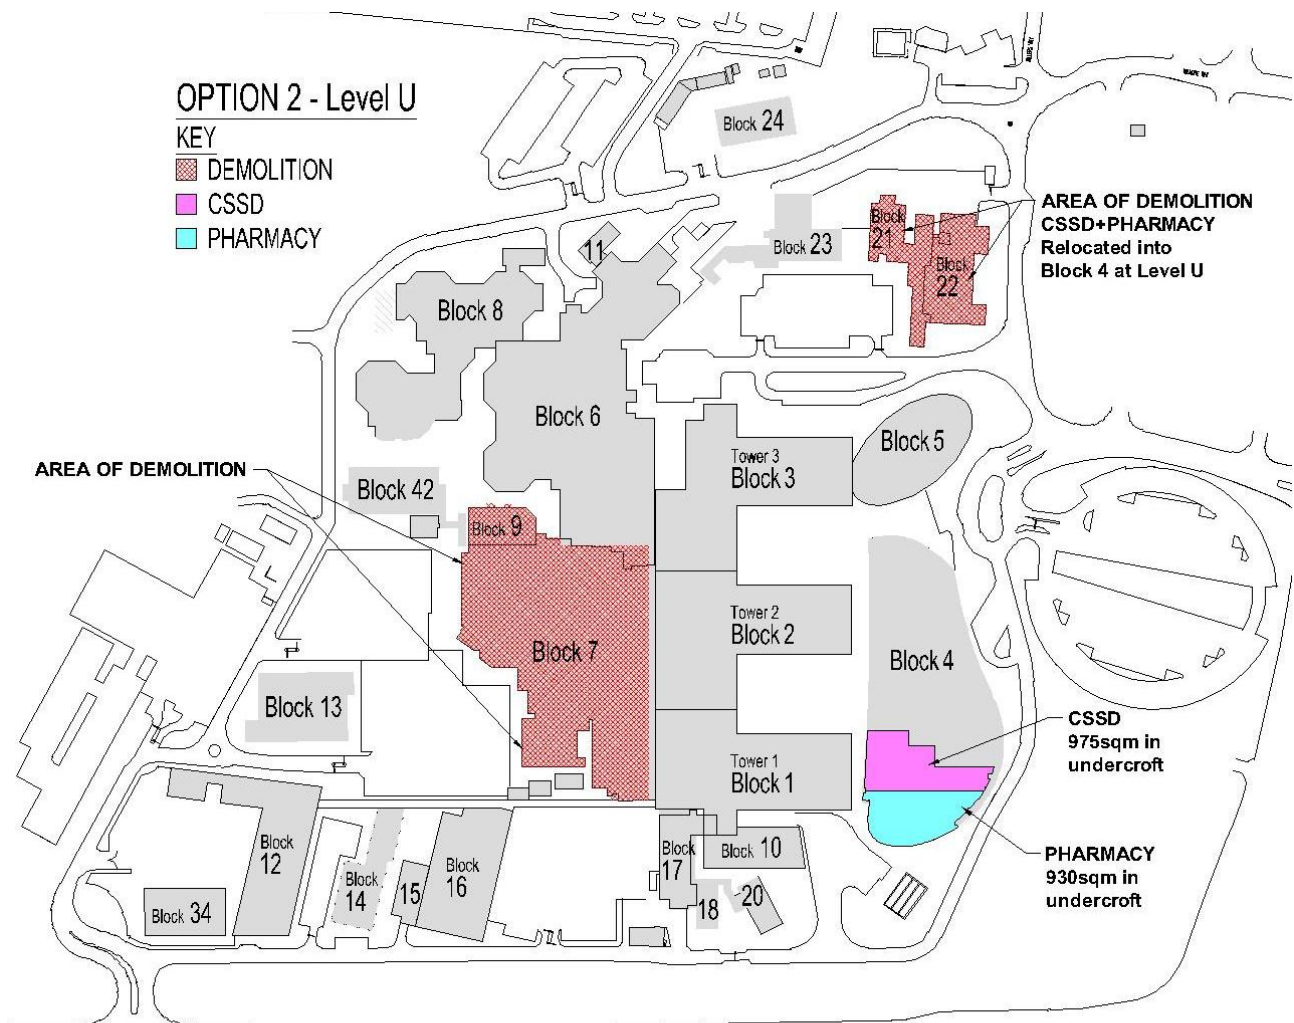 OPTION 2 - Level U
KEY
DEMOLITION
CSSD
PHARMACY
Block 24
Block 23
Block
21
Block
22
AREA OF DEMOLITION
CSSD+PHARMACY
Relocated into
Block 4 at Level U
11
Block 8
Block 6
Tower 3
Block 3
Block 5
AREA OF DEMOLITION
Block 42
Block 9
Block 7
Tower 2
Block 2
Block 4
Block 13
Tower 1
Block 1
CSSD
975sqm in
undercroft
PHARMACY
930sqm in
undercroft
Block
12
Block 34
Block
14
15
Block
16
Block
17
Block 10
18
20